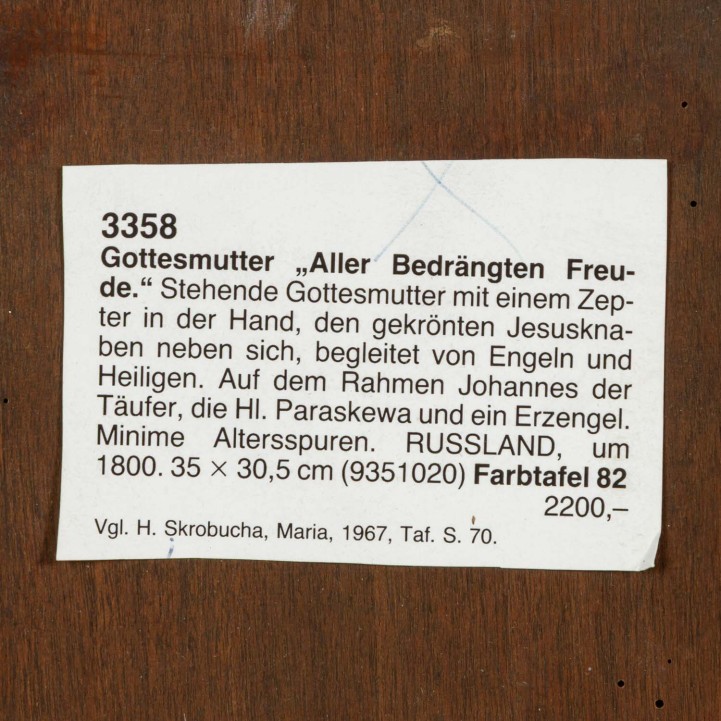 3358
Gottesmutter „Aller Bedrängten Freu-
de.“ Stehende Gottesmutter mit einem Zep-
ter in der Hand, den gekrönten Jesuskna-
ben neben sich, begleitet von Engeln und
Heiligen. Auf dem Rahmen Johannes der
Täufer, die Hl. Paraskewa und ein Erzengel.
Minime Altersspuren. RUSSLAND, um
1800. 35 × 30,5 cm (9351020) Farbtafel 82
2200,–
Vgl. H. Skrobucha, Maria, 1967, Taf. S. 70.